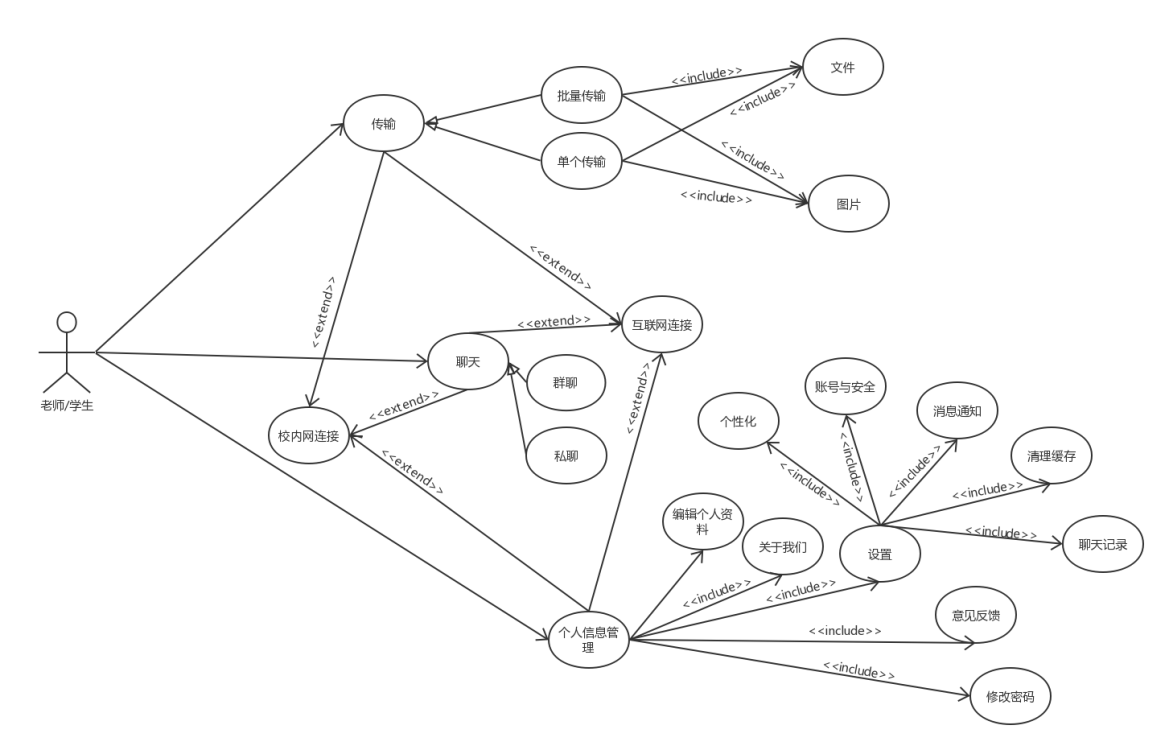 文件
<<include>>
批量传输
<<include>>
传输
单个传输
<<include>>
<<include>>
图片
<<extend>>
<<extend>>
<<extend>>
互联网连接
聊天
群聊
老师/学生
<<extend>>
<<extend>>
校内网连接
私聊
<<extend>>
账号与安全
个性化
消息通知
清理缓存
<<include>>
<<include>>
<<include>>
<<include>>
<<include>>
编辑个人资
料
关于我们
设置
聊天记录
<<include>>
<<include>>
意见反馈
个人信息管
理
<<include>>
<<include>>
修改密码